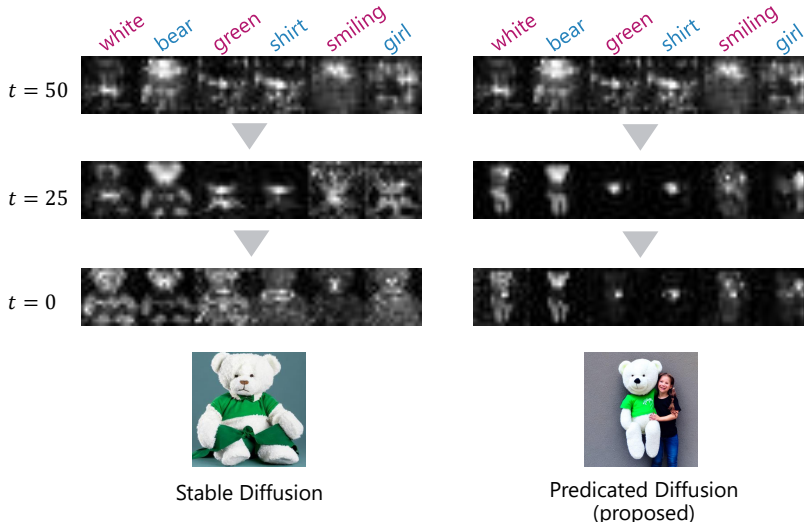 white bear green shirt smiling girl
white bear green shirt smiling girl
t = 50
t = 25
t = 0
Stable Diffusion
Predicated Diffusion
(proposed)